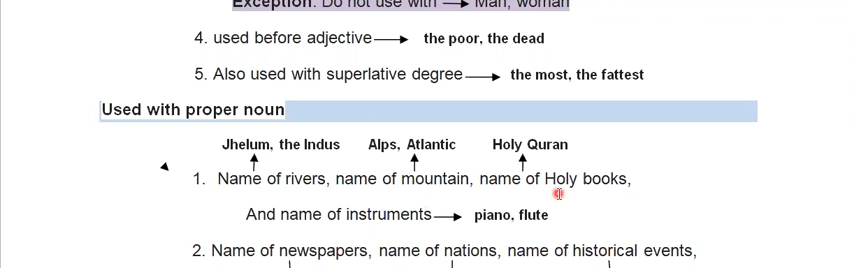 Exception. Do not use with Man, woman
4. used before adjective the poor, the dead
5. Also used with superlative degree the most, the fattest
Used with proper noun
Jhelum, the Indus Alps, Atlantic Holy Quran
1. Name of rivers, name of mountain, name of Holy books,
And name of instruments piano, flute
2. Name of newspapers, name of nations, name of historical events,